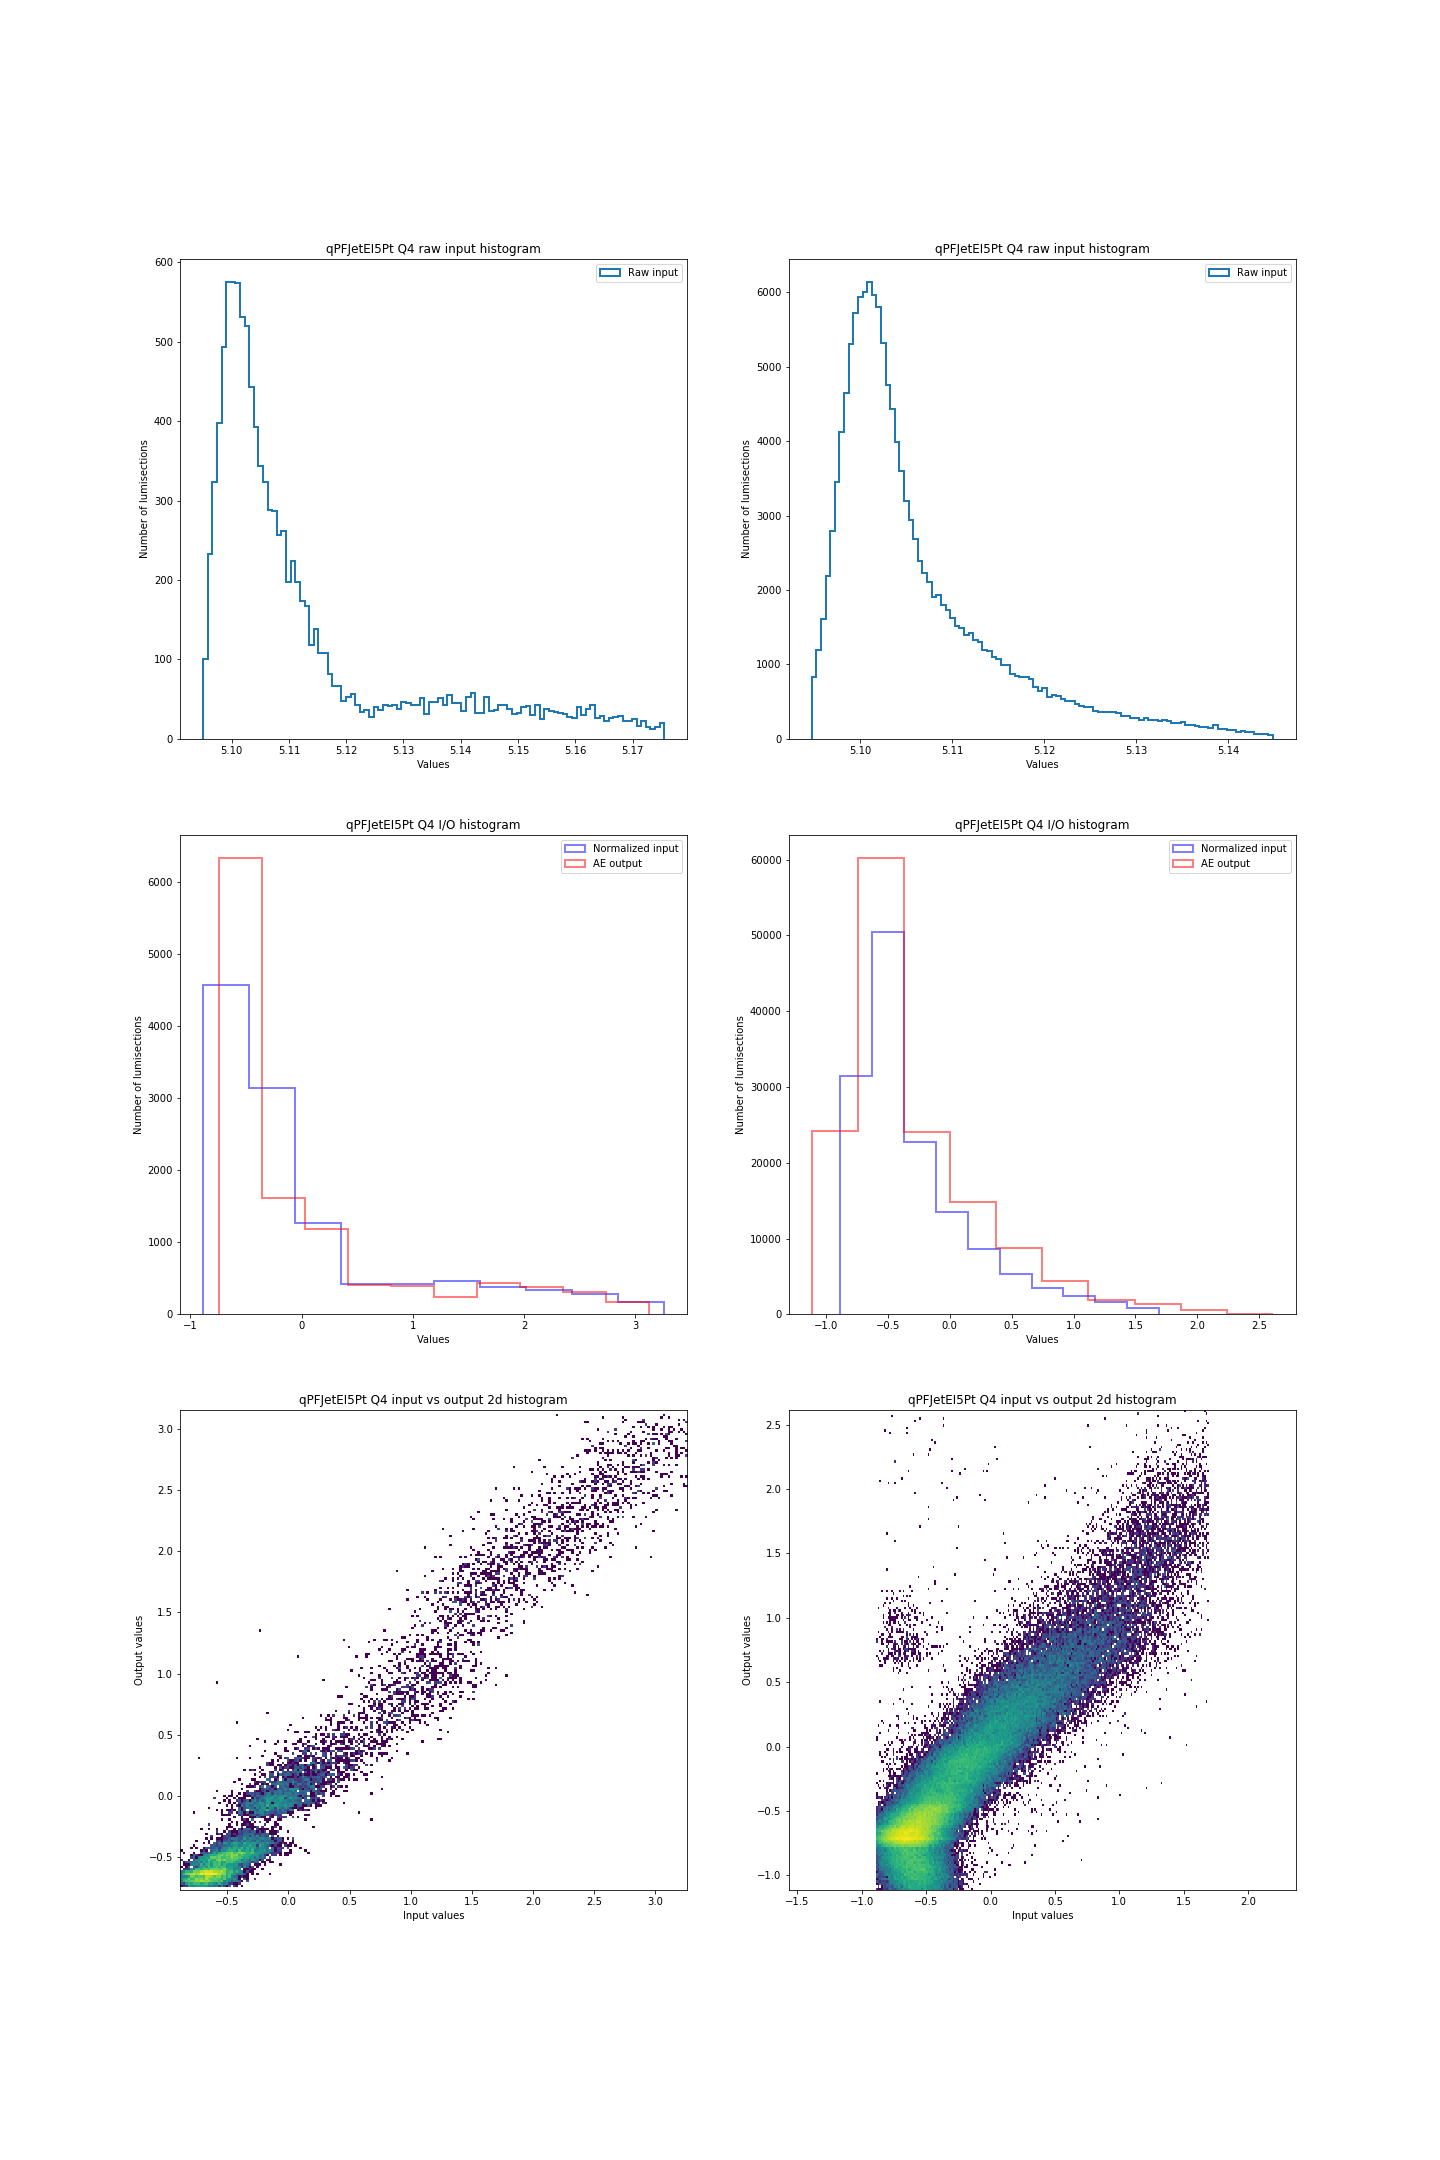 qPFJetEI5Pt Q4 raw input histogram
Raw input
Number of lumisections
600
500
400
300
200
100
0
5.10 5.11 5.12 5.13 5.14 5.15 5.16 5.17
Values
qPFJetEI5Pt Q4 raw input histogram
Raw input
Number of lumisections
6000
5000
4000
3000
2000
1000
0
5.10 5.11 5.12 5.13 5.14
Values
qPFJetEI5Pt Q4 I/O histogram
Normalized input
AE output
Number of lumisections
6000
5000
4000
3000
2000
1000
0
−1 0 1 2 3
Values
qPFJetEI5Pt Q4 I/O histogram
Normalized input
AE output
Number of lumisections
60000
50000
40000
30000
20000
10000
0
−1.0 −0.5 0.0 0.5 1.0 1.5 2.0 2.5
Values
qPFJetEI5Pt Q4 input vs output 2d histogram
Output values
3.0
2.5
2.0
1.5
1.0
0.5
0.0
−0.5
−0.5 0.0 0.5 1.0 1.5 2.0 2.5 3.0
Input values
qPFJetEI5Pt Q4 input vs output 2d histogram
Output values
2.5
2.0
1.5
1.0
0.5
0.0
−0.5
−1.0
−1.5 −1.0 −0.5 0.0 0.5 1.0 1.5 2.0
Input values